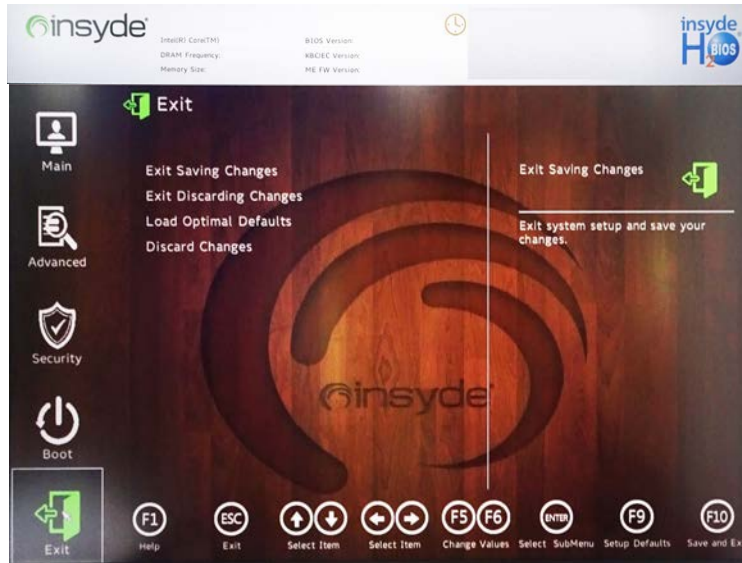 insyde
insyde
H2O BIOS
Intel(R) Core(TM)
BIOS Version:
DRAM Frequency:
KBC/EC Version:
Memory Size:
ME FW Version:
Exit
Main
Exit Saving Changes
Exit Discarding Changes
Load Optimal Defaults
Discard Changes
Exit Saving Changes
Exit system setup and save your
changes.
Advanced
Security
insyde
Boot
Exit
F1
Help
ESC
Exit
Select Item
Select Item
F5 F6
Change Values
ENTER
Select SubMenu
F9
Setup Defaults
F10
Save and Ex